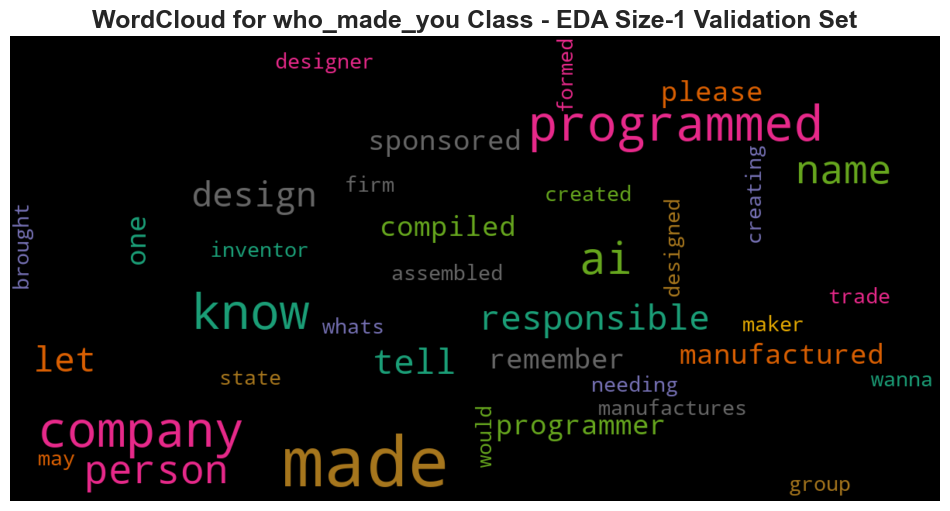 WordCloud for who_made_you Class - EDA Size-1 Validation Set
designer
formed
please
programmed
sponsored
name
firm
design
created
creating
designed
brought
one
compiled
inventor
ai
assembled
trade
know
whats
responsible
maker
let
tell
remember
manufactured
state
needing
wanna
manufactures
company
would
programmer
may
person
made
group